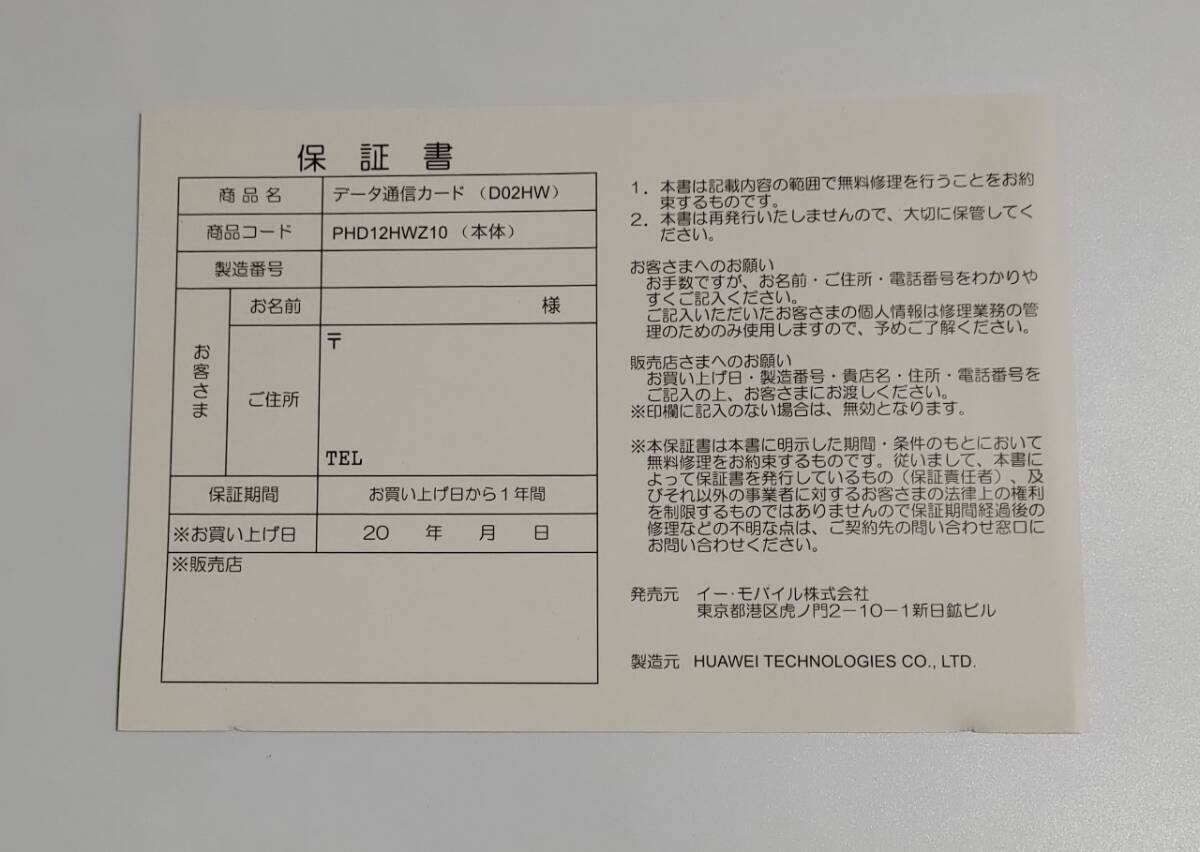 保 証 書
商 品 名 データ通信カード （D02HW）
商品コード PHD12HWZ10 （本体）
製造番号
お客さま
お名前 様
ご住所 〒
TEL
保証期間 お買い上げ日から１年間
※お買い上げ日 20 年 月 日
※販売店
1． 本書は記載内容の範囲で無料修理を行うことをお約
束するものです。
2． 本書は再発行いたしませんので、大切に保管してく
ださい。
お客さまへのお願い
お手数ですが、お名前・ご住所・電話番号をわかりや
すくご記入ください。
ご記入いただいたお客さまの個人情報は修理業務の管
理のためのみ使用しますので、予めご了解ください。
販売店さまへのお願い
お買い上げ日・製造番号・貴店名・住所・電話番号を
ご記入の上、お客さまにお渡しください。
※印欄に記入のない場合は、無効となります。
※本保証書は本書に明示した期間・条件のもとにおいて
無料修理をお約束するものです。従いまして、本書に
よって保証書を発行しているもの（保証責任者）、及
びそれ以外の事業者に対するお客さまの法律上の権利
を制限するものではありませんので保証期間経過後の
修理などの不明な点は、ご契約先の問い合わせ窓口に
お問い合わせください。
発売元 イー・モバイル株式会社
東京都港区虎ノ門2－10－1新日鉱ビル
製造元 HUAWEI TECHNOLOGIES CO., LTD.